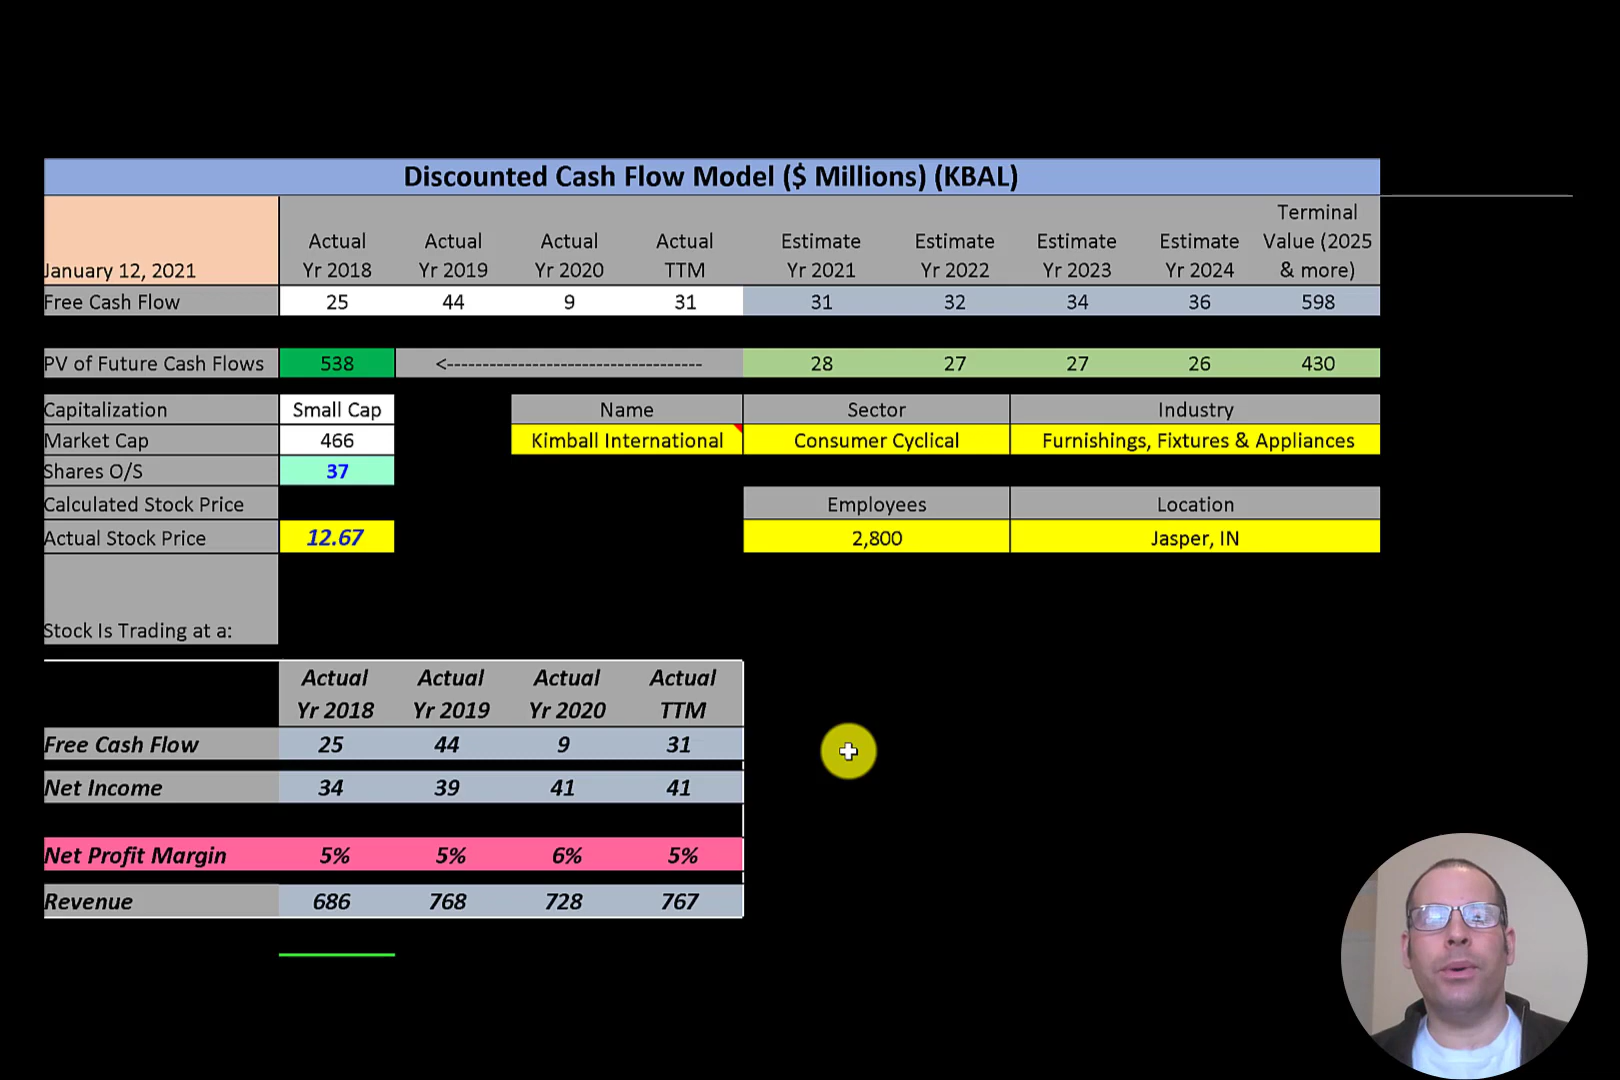 Discounted Cash Flow Model ($ Millions) (KBAL)
January 12, 2021 Actual Yr 2018 Actual Yr 2019 Actual Yr 2020 Actual TTM Estimate Yr 2021 Estimate Yr 2022 Estimate Yr 2023 Estimate Yr 2024 Terminal Value (2025 & more)
Free Cash Flow 25 44 9 31 31 32 34 36 598
PV of Future Cash Flows 538 <---------------------------------- 28 27 27 26 430
Capitalization Small Cap Name Sector Industry
Market Cap 466 Kimball International Consumer Cyclical Furnishings, Fixtures & Appliances
Shares O/S 37
Calculated Stock Price Employees Location
Actual Stock Price 12.67 2,800 Jasper, IN
Stock Is Trading at a:
Actual Yr 2018 Actual Yr 2019 Actual Yr 2020 Actual TTM
Free Cash Flow 25 44 9 31
Net Income 34 39 41 41
Net Profit Margin 5% 5% 6% 5%
Revenue 686 768 728 767